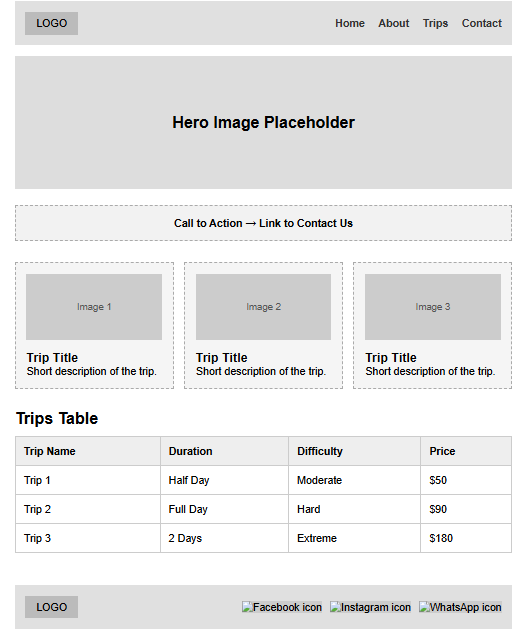 LOGO
Home About Trips Contact
Hero Image Placeholder
Call to Action → Link to Contact Us
Image 1
Image 2
Image 3
Trip Title
Short description of the trip.
Trip Title
Short description of the trip.
Trip Title
Short description of the trip.
Trips Table
Trip Name Duration Difficulty Price
Trip 1 Half Day Moderate $50
Trip 2 Full Day Hard $90
Trip 3 2 Days Extreme $180
LOGO
Facebook icon Instagram icon WhatsApp icon